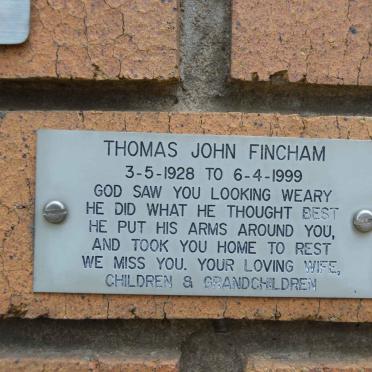 THOMAS JOHN FINCHAM
3-5-1928 TO 6-4-1999
GOD SAW YOU LOOKING WEARY
HE DID WHAT HE THOUGHT BEST
HE PUT HIS ARMS AROUND YOU,
AND TOOK YOU HOME TO REST
WE MISS YOU. YOUR LOVING WIFE,
CHILDREN & GRANDCHILDREN